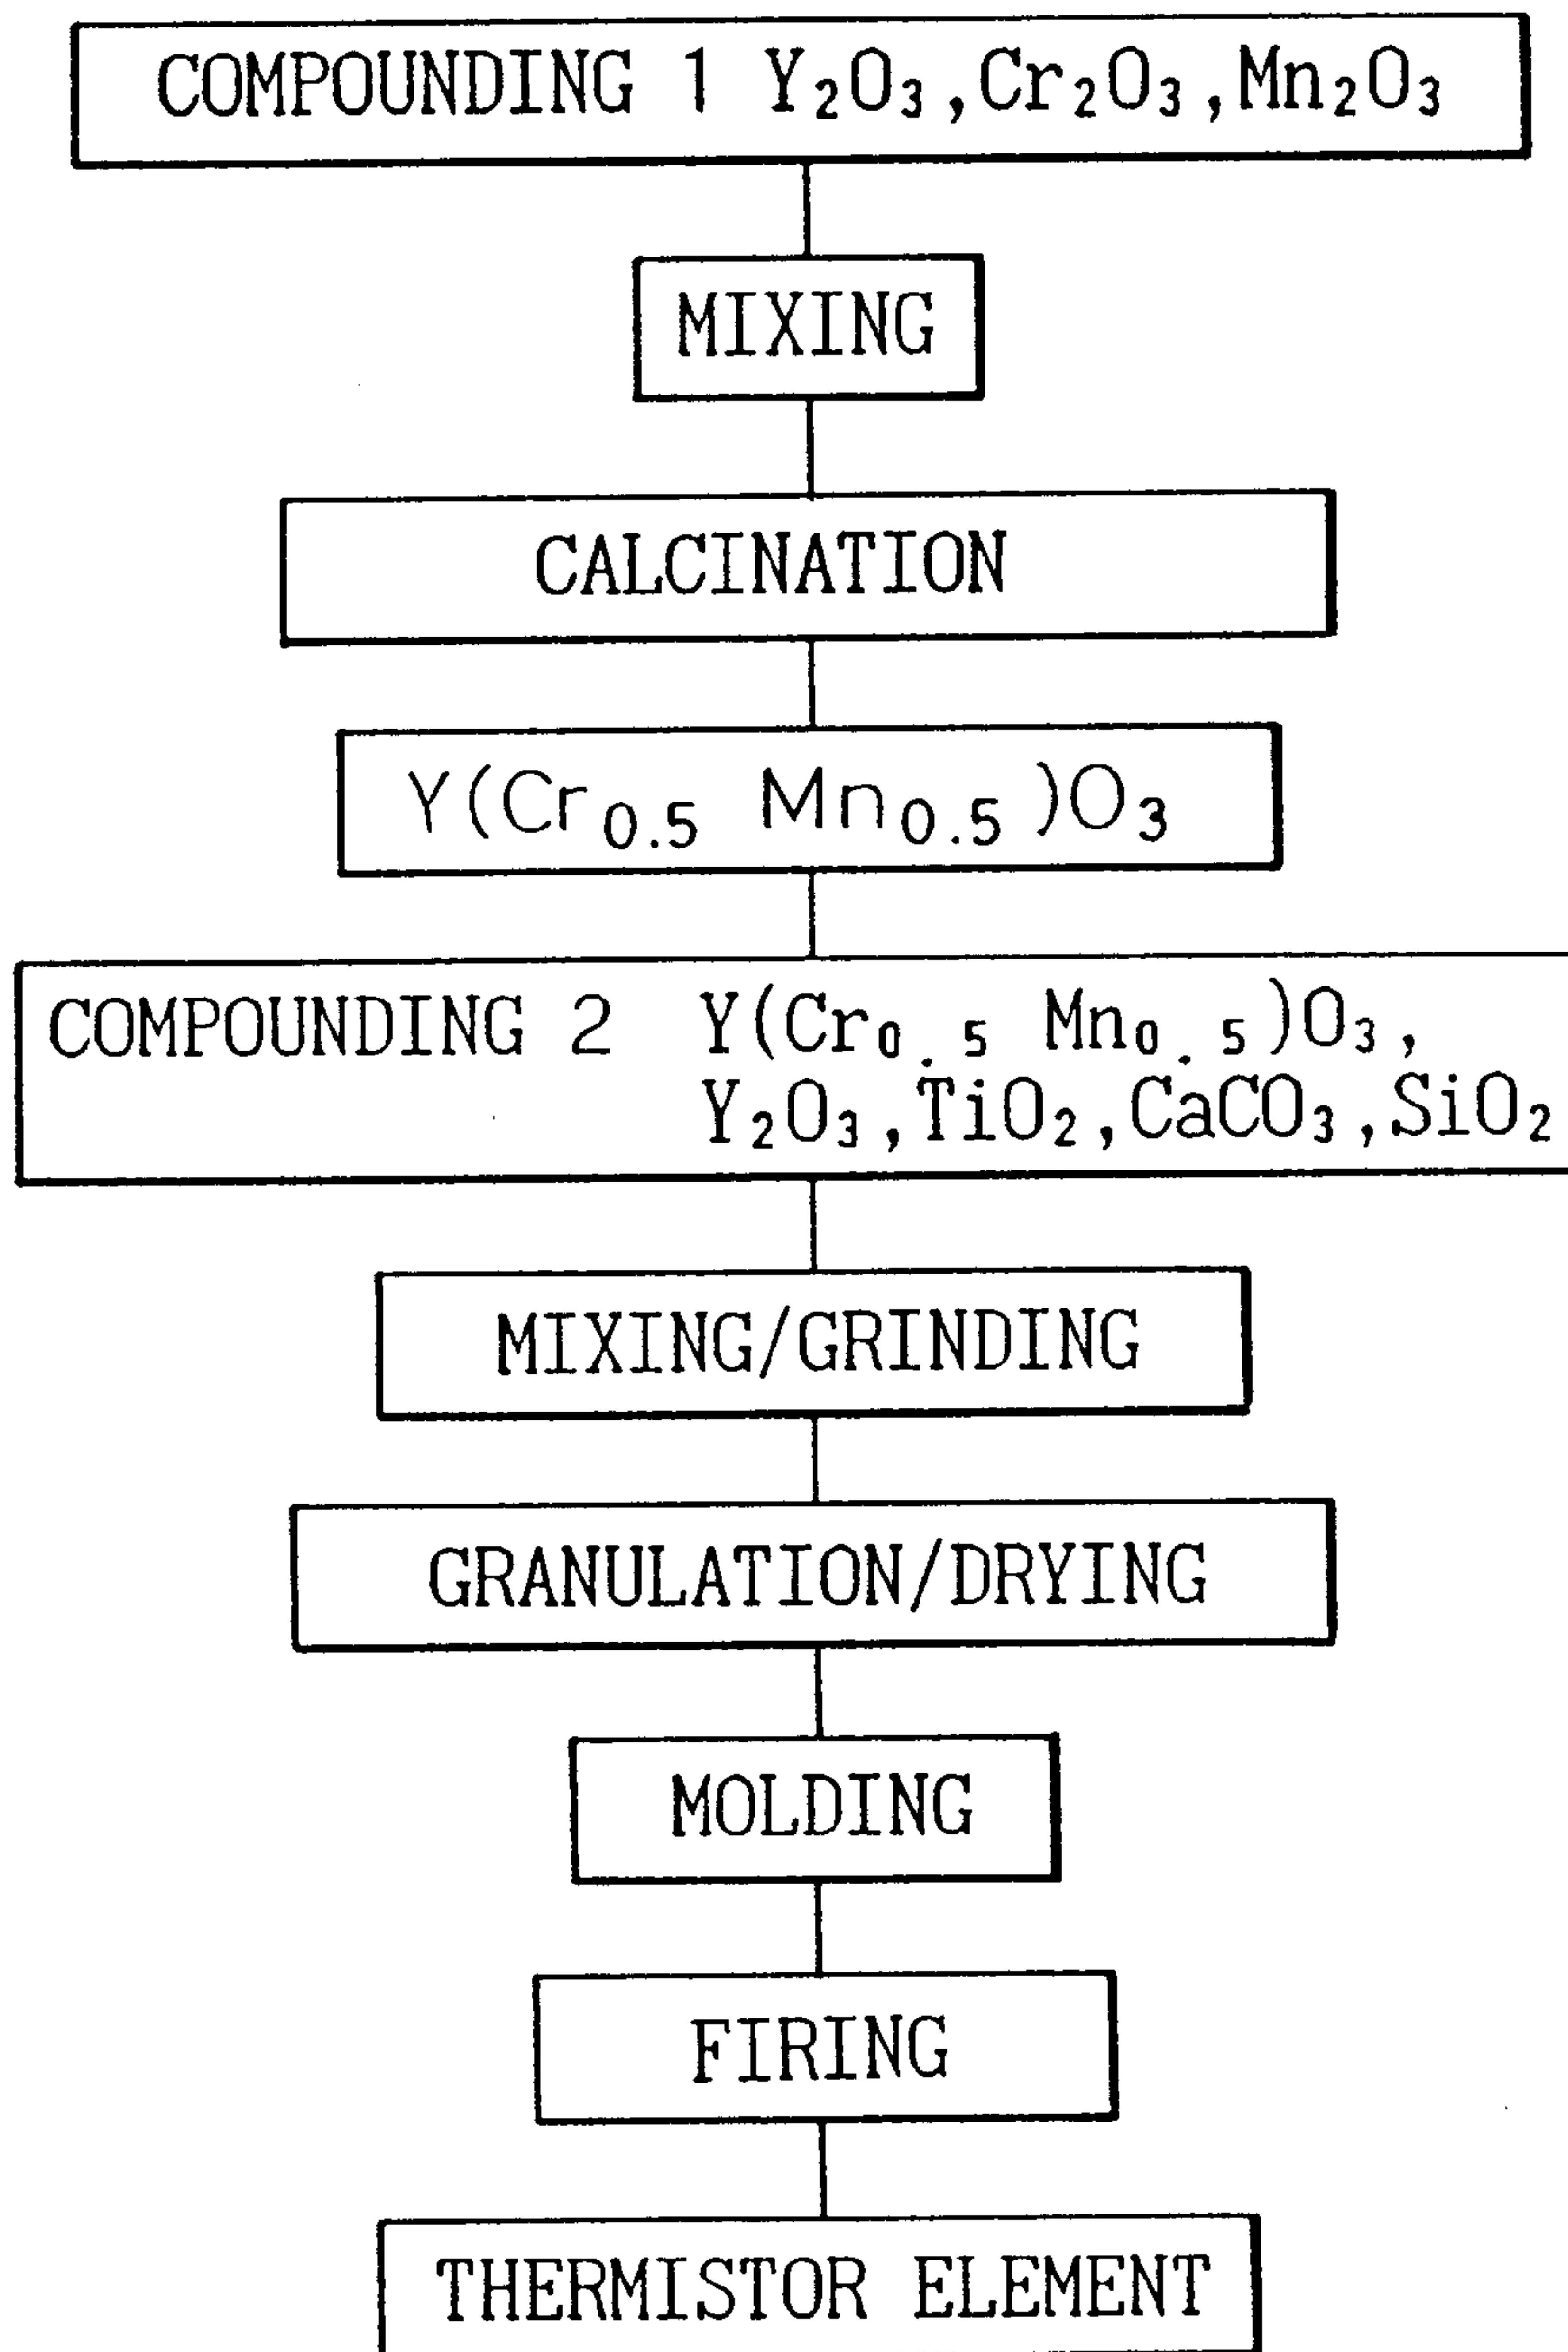 COMPOUNDING 1 Y₂O₃,Cr₂O₃,Mn₂O₃
MIXING
CALCINATION
Y(Cr₀.₅ Mn₀.₅)O₃
COMPOUNDING 2 Y(Cr₀.₅ Mn₀.₅)O₃,
Y₂O₃,TiO₂,CaCO₃,SiO₂
MIXING/GRINDING
GRANULATION/DRYING
MOLDING
FIRING
THERMISTOR ELEMENT